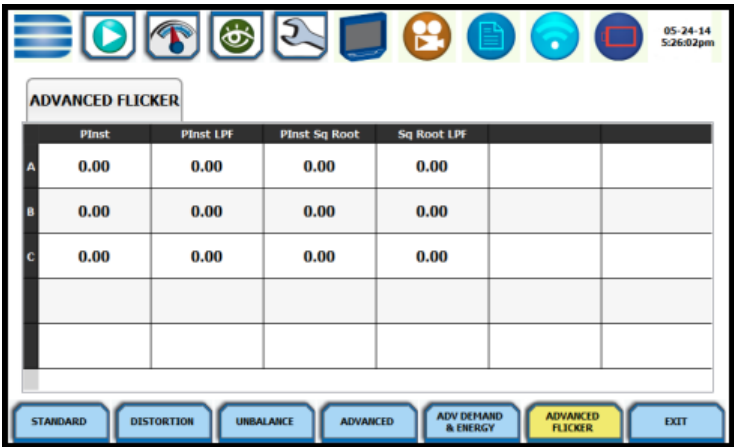 05-24-14
5:26:02pm
ADVANCED FLICKER
PInst PInst LPF PInst Sq Root Sq Root LPF
A 0.00 0.00 0.00 0.00
B 0.00 0.00 0.00 0.00
C 0.00 0.00 0.00 0.00
STANDARD DISTORTION UNBALANCE ADVANCED ADV DEMAND & ENERGY ADVANCED FLICKER EXIT